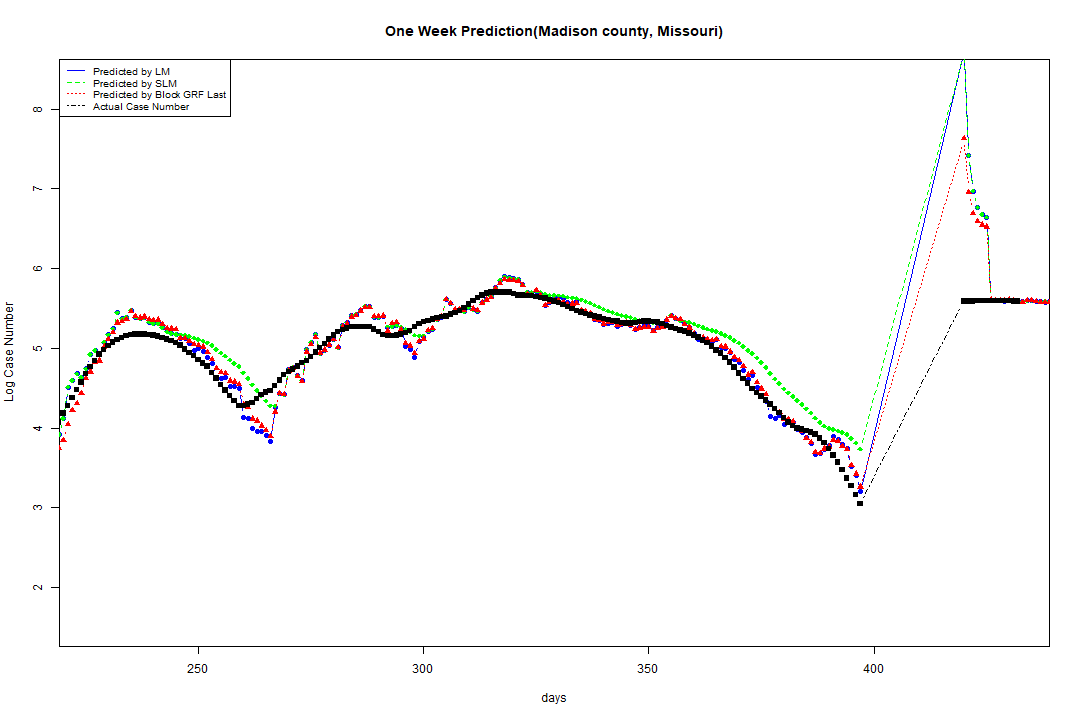 One Week Prediction(Madison county, Missouri)
Predicted by LM
Predicted by SLM
Predicted by Block GRF Last
Actual Case Number
8
7
6
5
4
3
2
Log Case Number
250 300 350 400
days